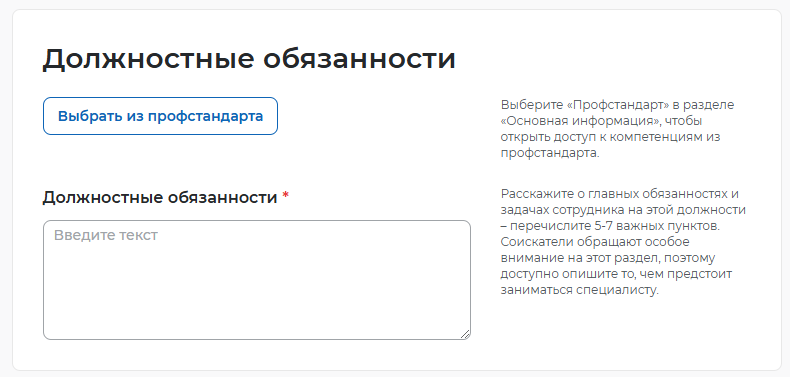 Должностные обязанности
Выбрать из профстандарта
Выберите «Профстандарт» в разделе
«Основная информация», чтобы
открыть доступ к компетенциям из
профстандарта.
Должностные обязанности *
Введите текст
Расскажите о главных обязанностях и
задачах сотрудника на этой должности
– перечислите 5-7 важных пунктов.
Соискатели обращают особое
внимание на этот раздел, поэтому
доступно опишите то, чем предстоит
заниматься специалисту.